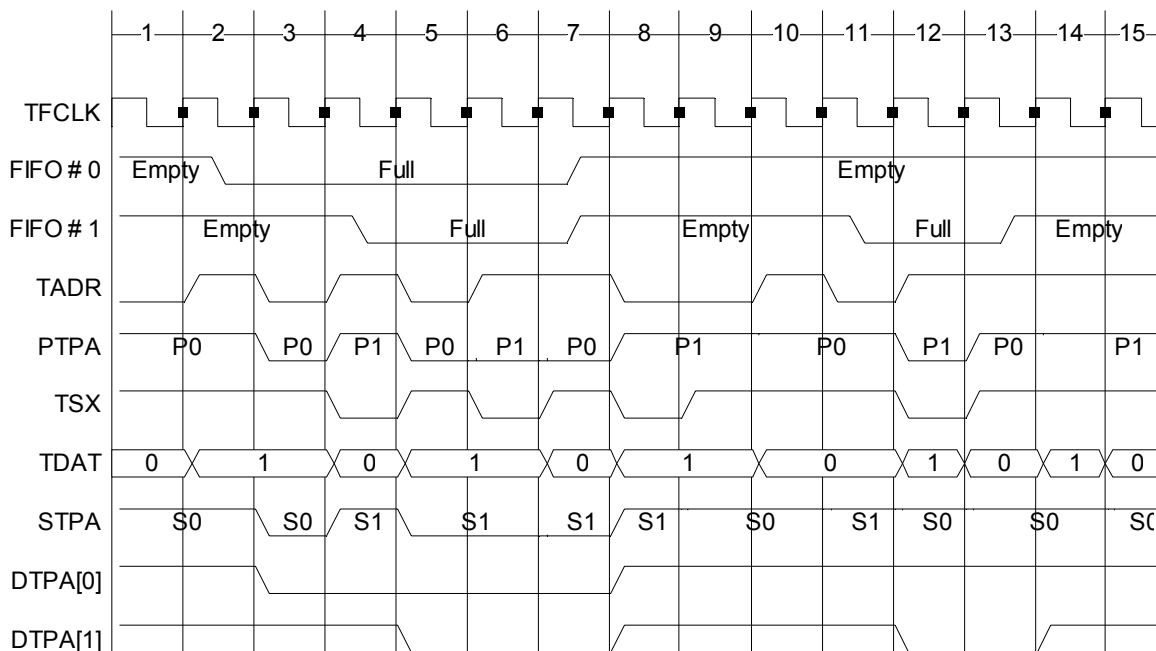 1 2 3 4 5 6 7 8 9 10 11 12 13 14 15
TFCLK
FIFO # 0 Empty Full Empty
FIFO # 1 Empty Full Empty Full Empty
TADR
PTPA P0 P0 P1 P0 P1 P0 P1 P0 P1 P0 P1
TSX
TDAT 0 1 0 1 0 1 0 1 0 1 0
STPA S0 S0 S1 S1 S1 S1 S0 S1 S0 S0 S0
DTPA[0]
DTPA[1]